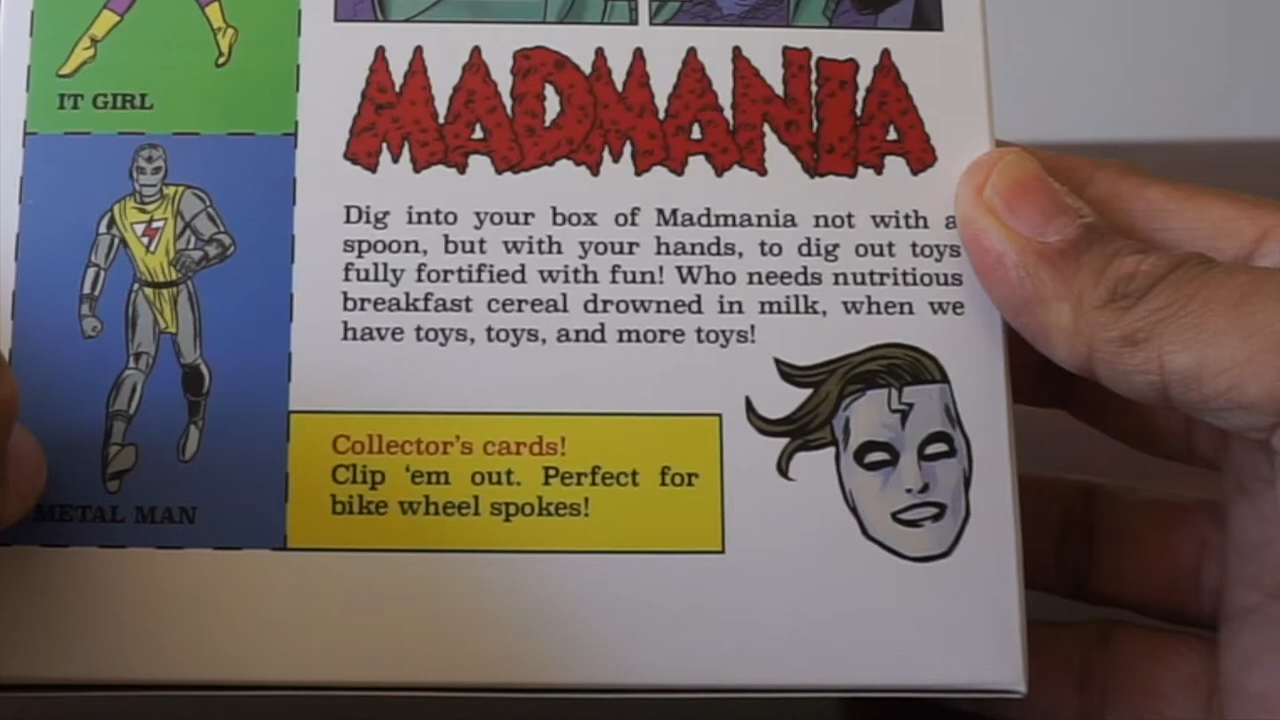 IT GIRL
METAL MAN
MADMANIA
Dig into your box of Madmania not with a
spoon, but with your hands, to dig out toys
fully fortified with fun! Who needs nutritious
breakfast cereal drowned in milk, when we
have toys, toys, and more toys!
Collector's cards!
Clip 'em out. Perfect for
bike wheel spokes!